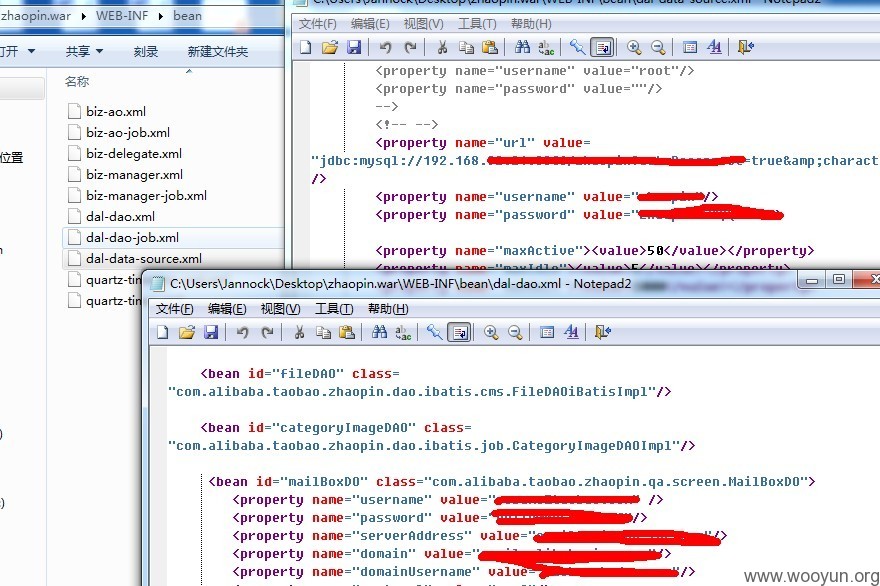 zhaopin.war ▸ WEB-INF ▸ bean
打开 共享 刻录 新建文件夹
名称
位置
biz-ao.xml
biz-ao-job.xml
biz-delegate.xml
biz-manager.xml
biz-manager-job.xml
dal-dao.xml
dal-dao-job.xml
dal-data-source.xml
quartz-tim
quartz-tim
C:\Users\Jannock\Desktop\zhaopin.war\WEB-INF\bean\dal-data-source.xml - Notepad2
文件(F) 编辑(E) 视图(V) 工具(T) 帮助(H)
<property name="username" value="root"/>
<property name="password" value=""/>
-->
<!-- -->
<property name="url" value=
"jdbc:mysql://192.168. =true&amp;charact
/>
<property name="username" value=" "/>
<property name="password" value="
<property name="maxActive"><value>50</value></property>
<property name="maxIdle"><value>5</value></property>
C:\Users\Jannock\Desktop\zhaopin.war\WEB-INF\bean\dal-dao.xml - Notepad2
文件(F) 编辑(E) 视图(V) 工具(T) 帮助(H)
<bean id="fileDAO" class=
"com.alibaba.taobao.zhaopin.dao.ibatis.cms.FileDAOiBatisImpl"/>
<bean id="categoryImageDAO" class=
"com.alibaba.taobao.zhaopin.dao.ibatis.job.CategoryImageDAOImpl"/>
<bean id="mailBoxDO" class="com.alibaba.taobao.zhaopin.qa.screen.MailBoxDO">
<property name="username" value=" />
<property name="password" value=" "/>
<property name="serverAddress" value=" "/>
<property name="domain" value=" "/>
<property name="domainUsername" value=" "/>
www.wooyun.org